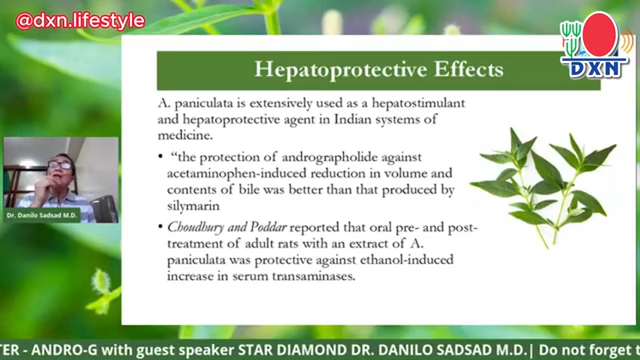 @dxn.lifestyle
DXN
Hepatoprotective Effects
A. paniculata is extensively used as a hepatostimulant
and hepatoprotective agent in Indian systems of
medicine.
• “the protection of andrographolide against
acetaminophen-induced reduction in volume and
contents of bile was better than that produced by
silymarin
• Choudhury and Poddar reported that oral pre- and post-
treatment of adult rats with an extract of A.
paniculata was protective against ethanol-induced
increase in serum transaminases.
Dr. Danilo Sadsad M.D.
TER - ANDRO-G with guest speaker STAR DIAMOND DR. DANILO SADSAD M.D.| Do not forget t